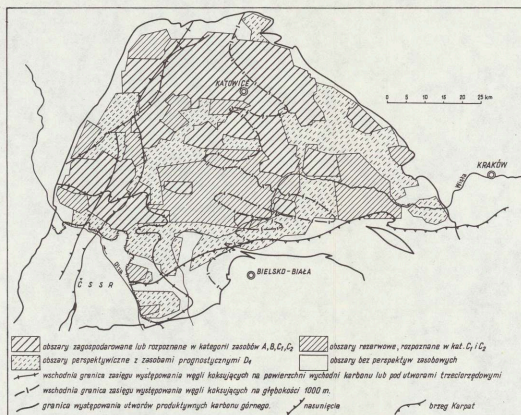 KATOWICE
0 5 10 15 20 25 km
KRAKÓW
Wisła
Olza
ČSSR
BIELSKO-BIAŁA
obszary zagospodarowane lub rozpoznane w kategorii zasobów A, B, C₁, C₂
obszary rezerwowe, rozpoznane w kat. C₁ i C₂
obszary perspektywiczne z zasobami prognostycznymi D₁
obszary bez perspektyw zasobowych
wschodnia granica zasięgu występowania węgli koksujących na powierzchni wychodni karbonu lub pod utworami trzeciorzędowymi
wschodnia granica zasięgu występowania węgli koksujących na głębokości 1000 m.
granica występowania utworów produktywnych karbonu górnego.
nasunięcia
brzeg Karpat